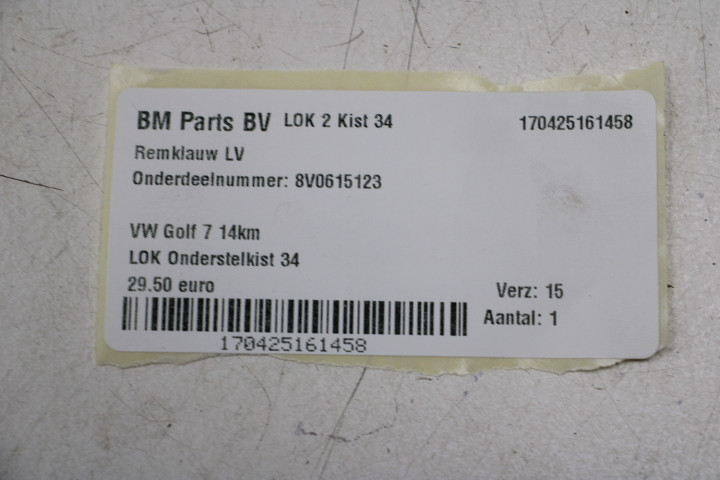 BM Parts BV LOK 2 Kist 34 170425161458
Remklauw LV
Onderdeelnummer: 8V0615123
VW Golf 7 14km
LOK Onderstelkist 34
29.50 euro Verz: 15
Aantal: 1
170425161458